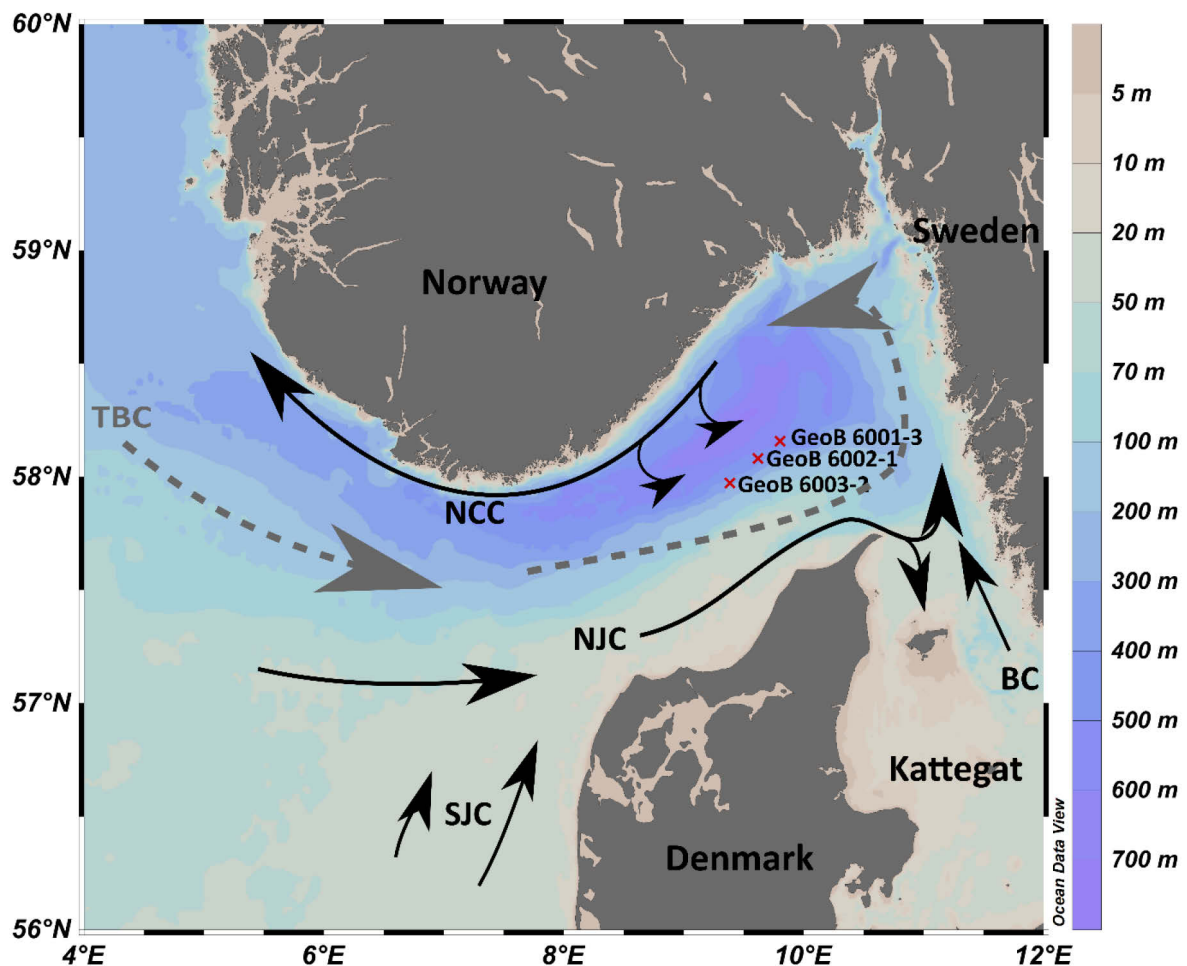 60°N
59°N
58°N
57°N
56°N
4°E
6°E
8°E
10°E
12°E
Norway
Sweden
TBC
GeoB 6001-3
GeoB 6002-1
GeoB 6003-2
NCC
NJC
BC
SJC
Kattegat
Denmark
Ocean Data View
5 m
10 m
20 m
50 m
70 m
100 m
200 m
300 m
400 m
500 m
600 m
700 m